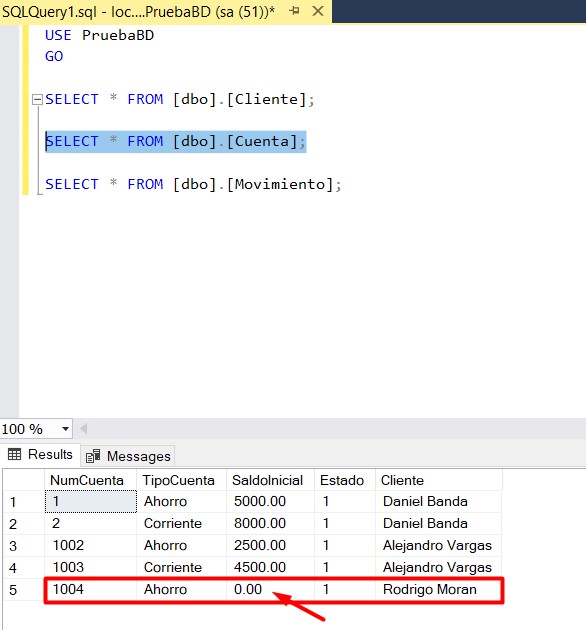 SQLQuery1.sql - loc....PruebaBD (sa (51))*
USE PruebaBD
GO
SELECT * FROM [dbo].[Cliente];
SELECT * FROM [dbo].[Cuenta];
SELECT * FROM [dbo].[Movimiento];
100 %
Results Messages
NumCuenta TipoCuenta SaldoInicial Estado Cliente
1 1 Ahorro 5000.00 1 Daniel Banda
2 2 Corriente 8000.00 1 Daniel Banda
3 1002 Ahorro 2500.00 1 Alejandro Vargas
4 1003 Corriente 4500.00 1 Alejandro Vargas
5 1004 Ahorro 0.00 1 Rodrigo Moran